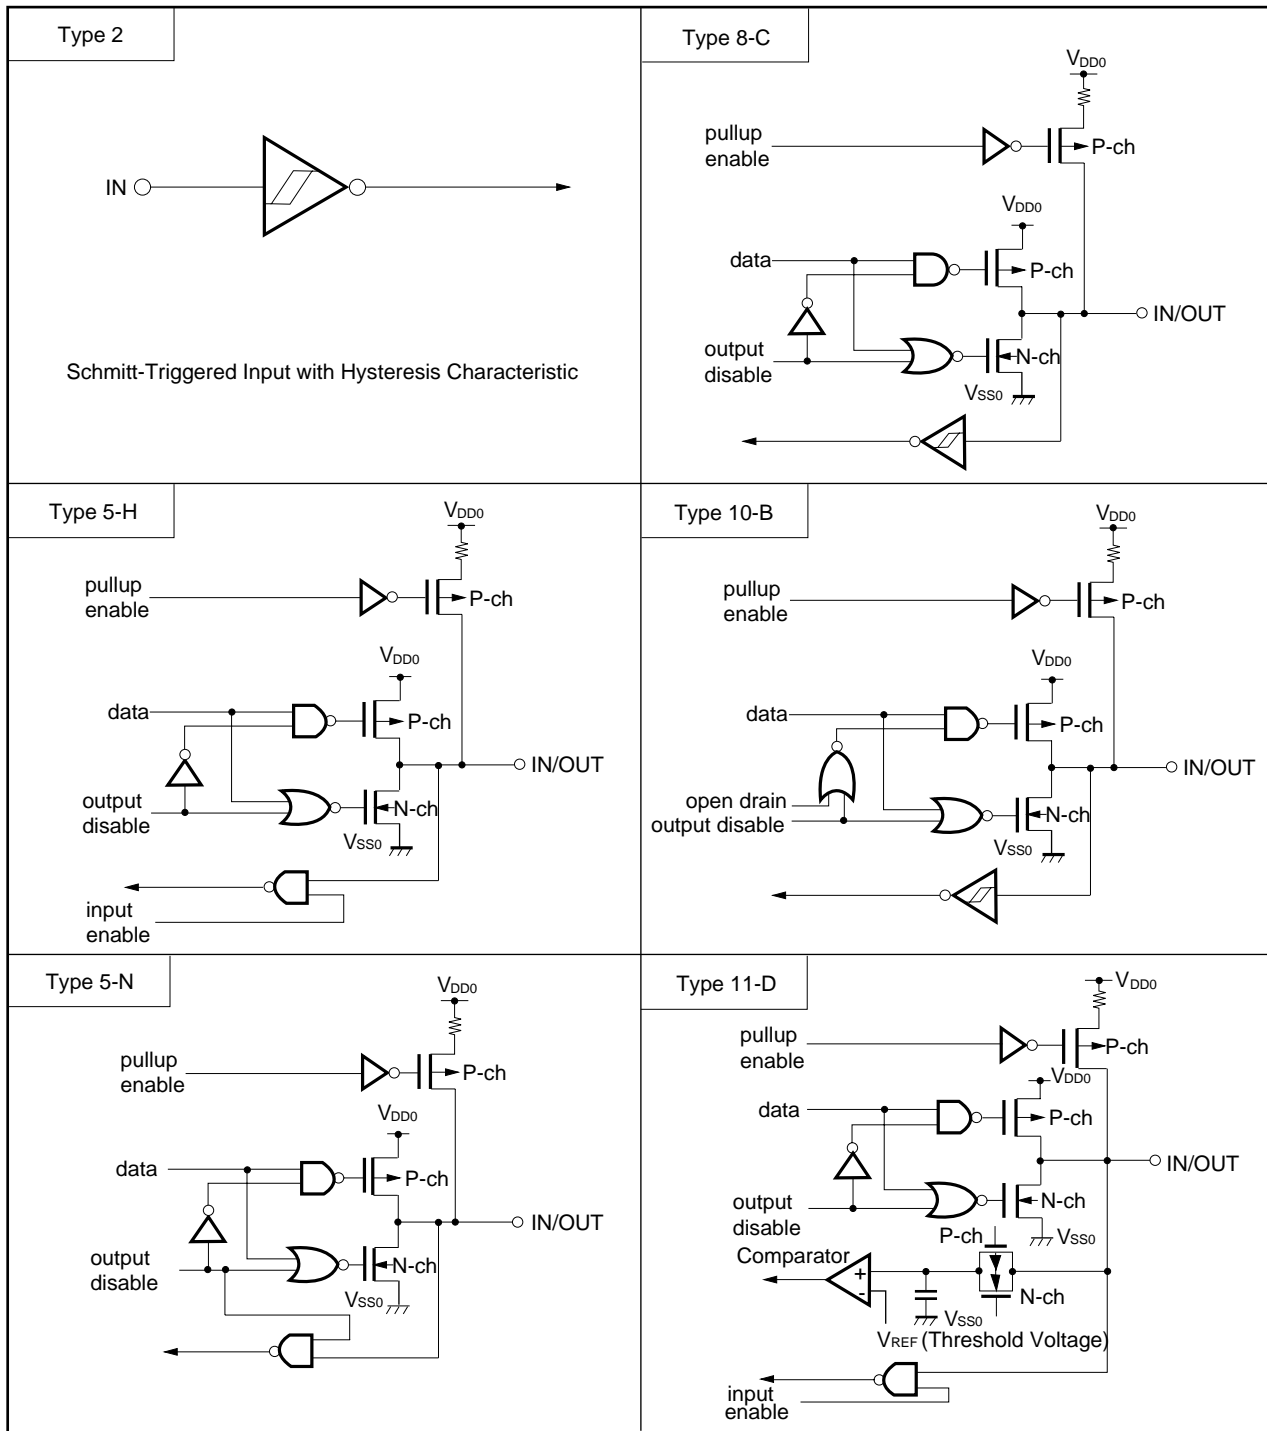 Type 2
IN
Schmitt-Triggered Input with Hysteresis Characteristic
Type 8-C
VDD0
pullup
enable
P-ch
VDD0
data
P-ch
IN/OUT
output
disable
N-ch
VSS0
Type 5-H
VDD0
pullup
enable
P-ch
VDD0
data
P-ch
IN/OUT
output
disable
N-ch
VSS0
input
enable
Type 10-B
VDD0
pullup
enable
P-ch
VDD0
data
P-ch
IN/OUT
open drain
output disable
N-ch
VSS0
Type 5-N
VDD0
pullup
enable
P-ch
VDD0
data
P-ch
IN/OUT
output
disable
N-ch
VSS0
Type 11-D
VDD0
pullup
enable
P-ch
VDD0
data
P-ch
IN/OUT
output
disable
N-ch
P-ch
VSS0
Comparator
+
-
N-ch
VSS0
VREF (Threshold Voltage)
input
enable